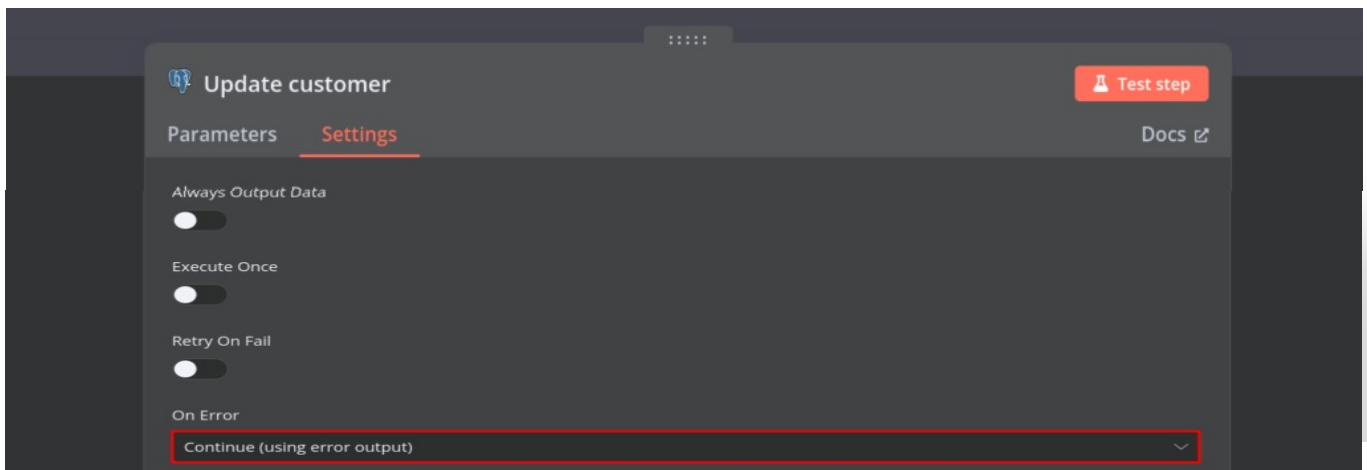 Update customer
Test step
Parameters Settings Docs
Always Output Data
Execute Once
Retry On Fail
On Error
Continue (using error output)